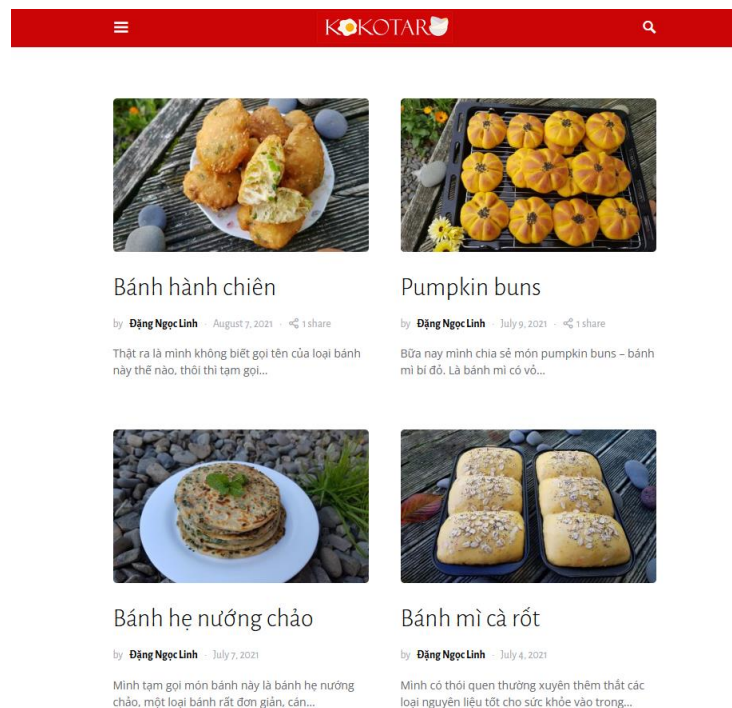 KOKOTARU
Bánh hành chiên
by Đặng Ngọc Linh · August 7, 2021 · 1 share
Thật ra là mình không biết gọi tên của loại bánh
này thế nào, thôi thì tạm gọi...
Pumpkin buns
by Đặng Ngọc Linh · July 9, 2021 · 1 share
Bữa nay mình chia sẻ món pumpkin buns – bánh
mì bí đỏ. Là bánh mì có vỏ...
Bánh hẹ nướng chảo
by Đặng Ngọc Linh · July 7, 2021
Mình tạm gọi món bánh này là bánh hẹ nướng
chảo, một loại bánh rất đơn giản, cán...
Bánh mì cà rốt
by Đặng Ngọc Linh · July 4, 2021
Mình có thói quen thường xuyên thêm thắt các
loại nguyên liệu tốt cho sức khỏe vào trong...